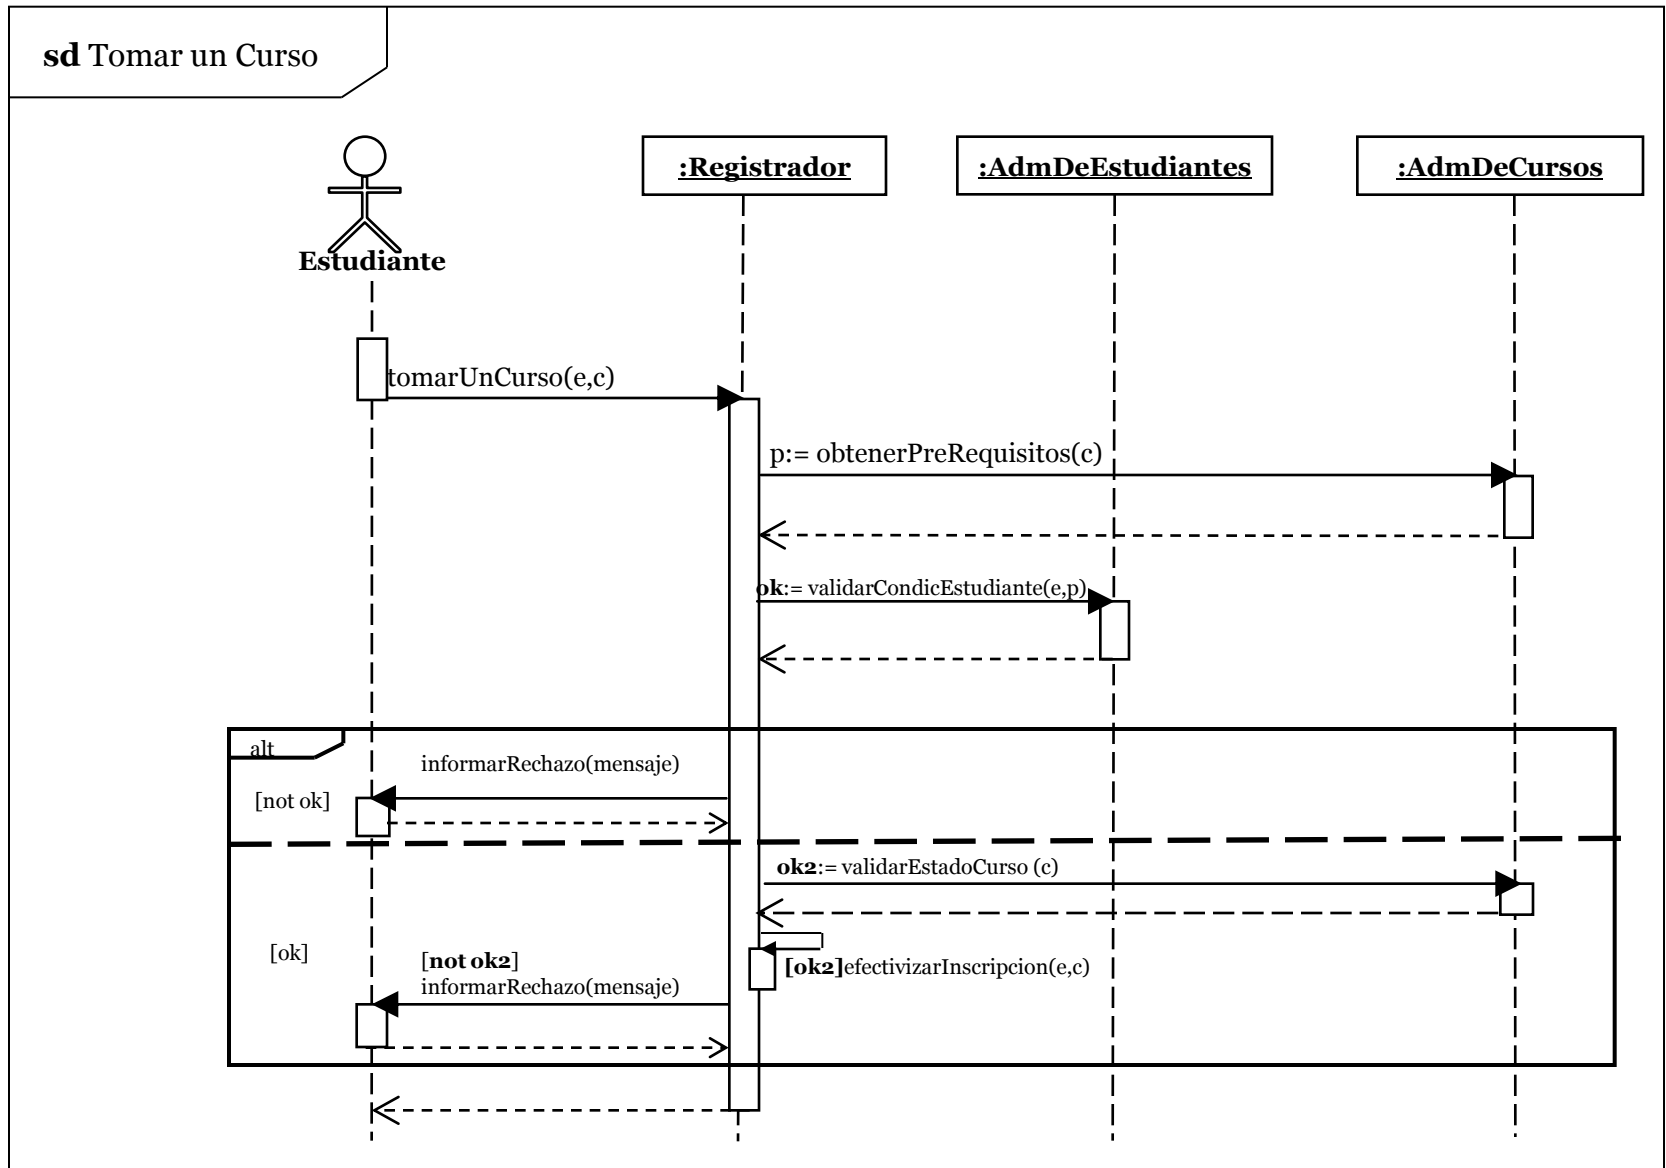 sd Tomar un Curso
:Registrador
:AdmDeEstudiantes
:AdmDeCursos
Estudiante
tomarUnCurso(e,c)
p:= obtenerPreRequisitos(c)
ok:= validarCondicEstudiante(e,p)
alt
informarRechazo(mensaje)
[not ok]
ok2:= validarEstadoCurso (c)
[ok]
[not ok2]
informarRechazo(mensaje)
[ok2]efectivizarInscripcion(e,c)